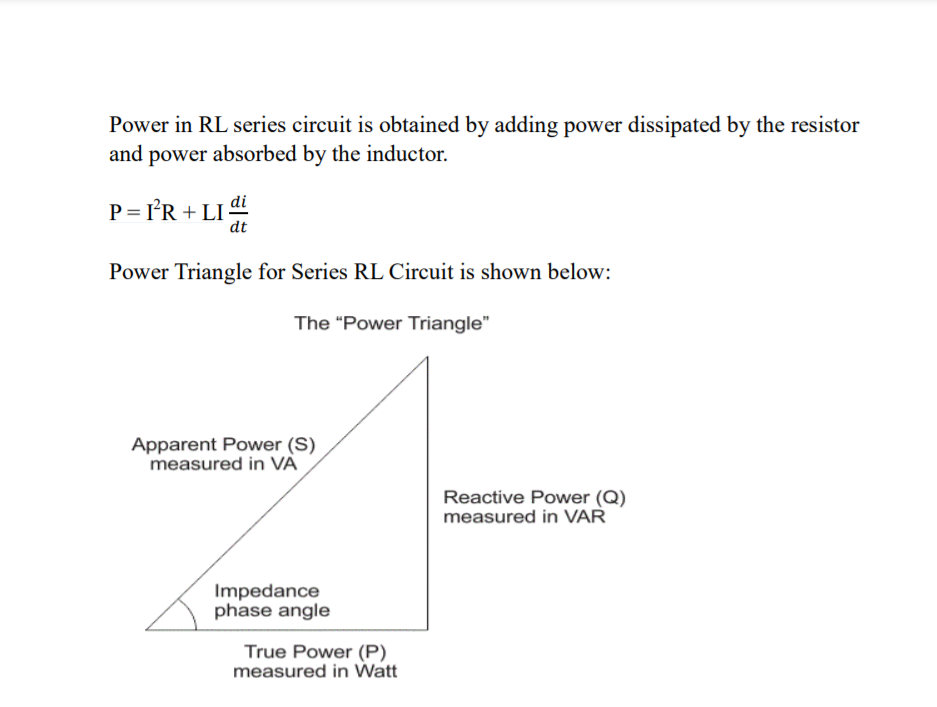 Power in RL series circuit is obtained by adding power dissipated by the resistor
and power absorbed by the inductor.
P = I²R + LI di/dt
Power Triangle for Series RL Circuit is shown below:
The “Power Triangle”
Apparent Power (S)
measured in VA
Reactive Power (Q)
measured in VAR
Impedance
phase angle
True Power (P)
measured in Watt